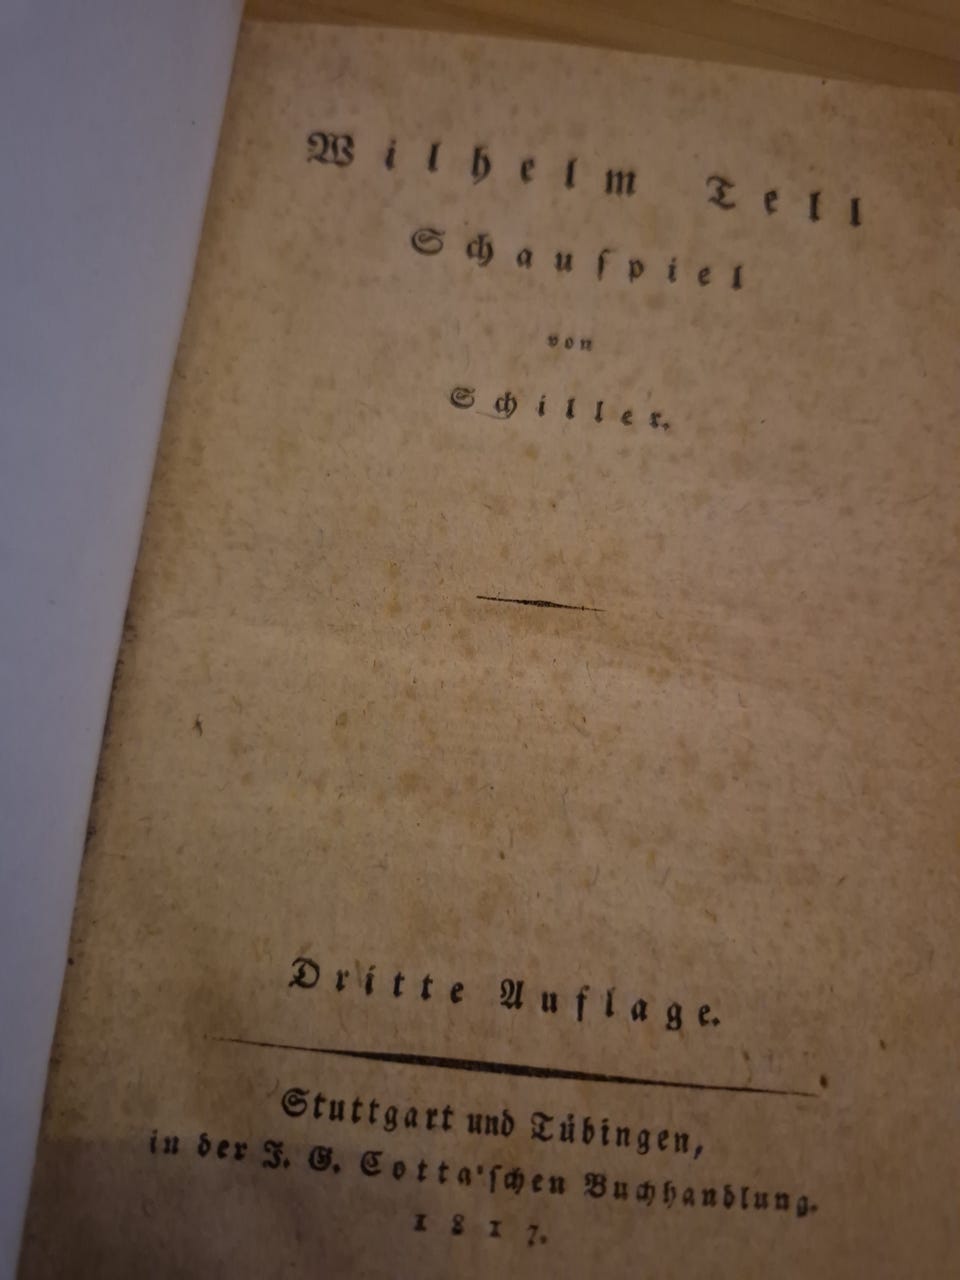 Wilhelm Tell
Schauſpiel
von
Schiller.
Dritte Auflage.
Stuttgart und Tübingen,
in der J. G. Cotta'ſchen Buchhandlung.
1817.